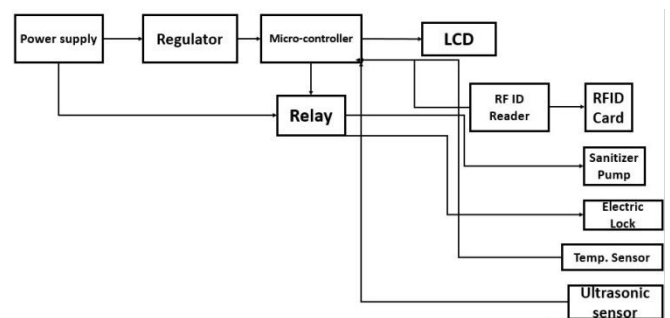 Power supply
Regulator
Micro-controller
LCD
Relay
RF ID
Reader
RFID
Card
Sanitizer
Pump
Electric
Lock
Temp. Sensor
Ultrasonic
sensor